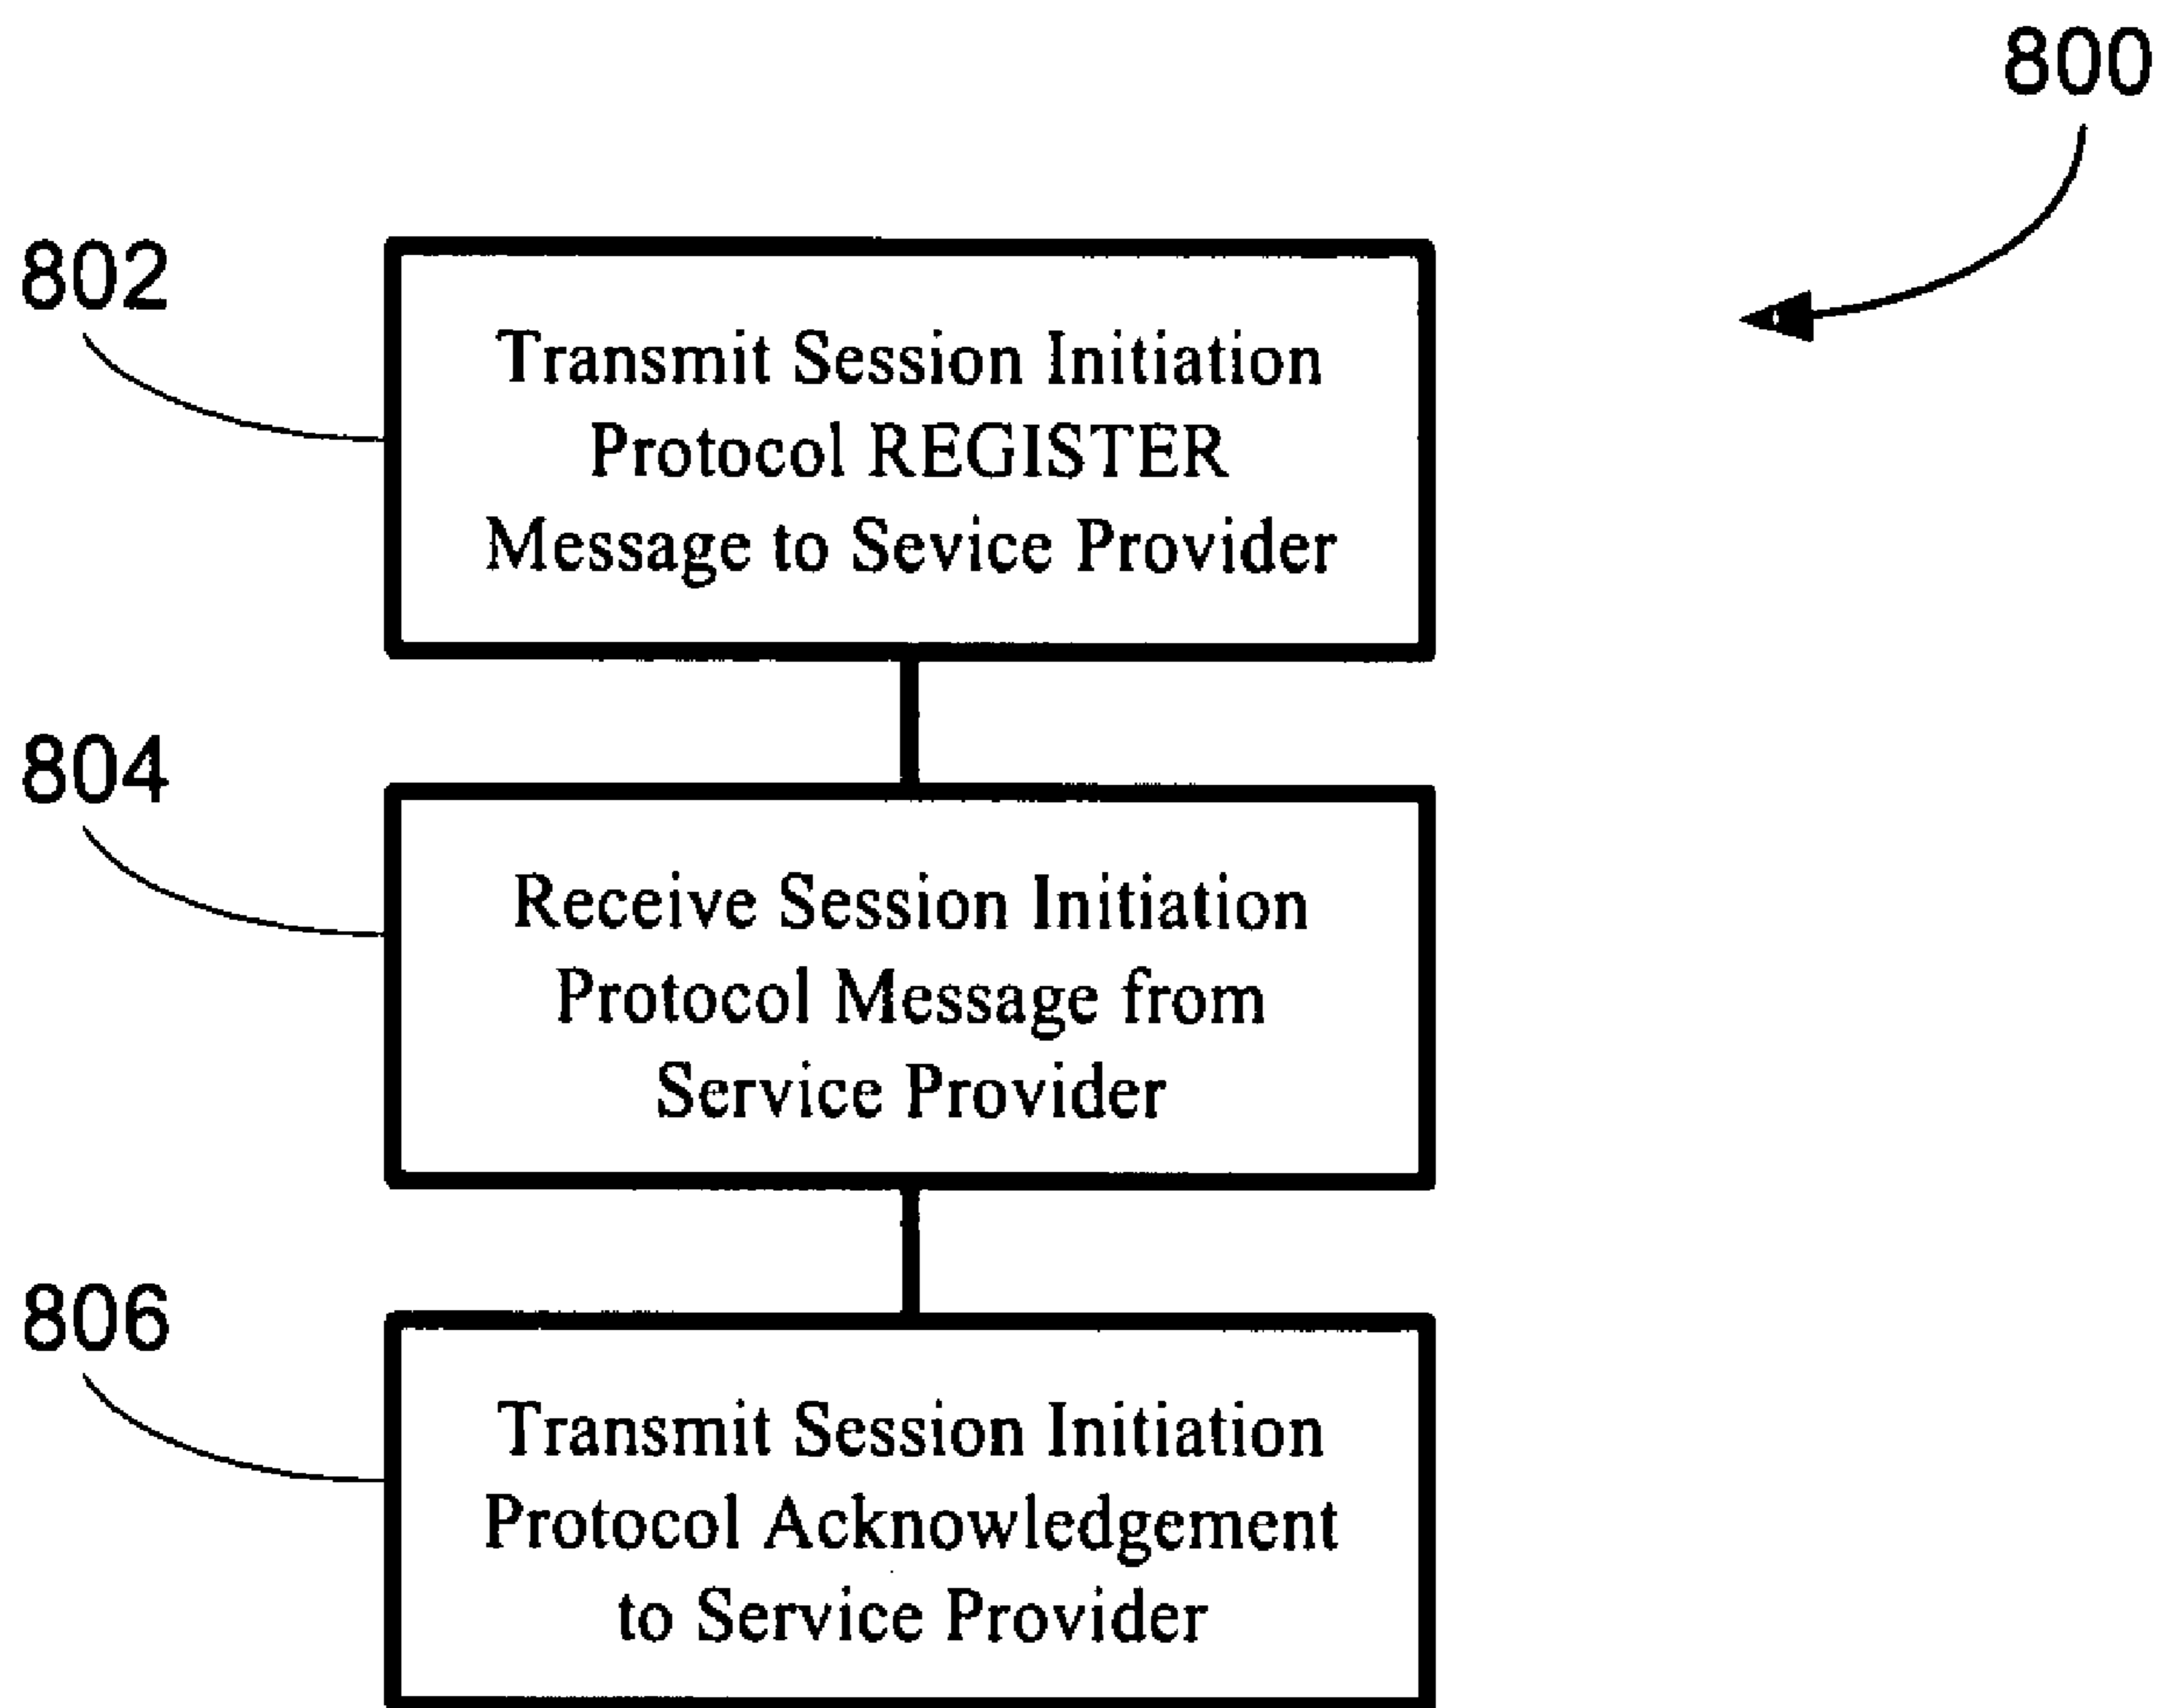 800
802
Transmit Session Initiation
Protocol REGISTER
Message to Sevice Provider
804
Receive Session Initiation
Protocol Message from
Service Provider
806
Transmit Session Initiation
Protocol Acknowledgement
to Service Provider